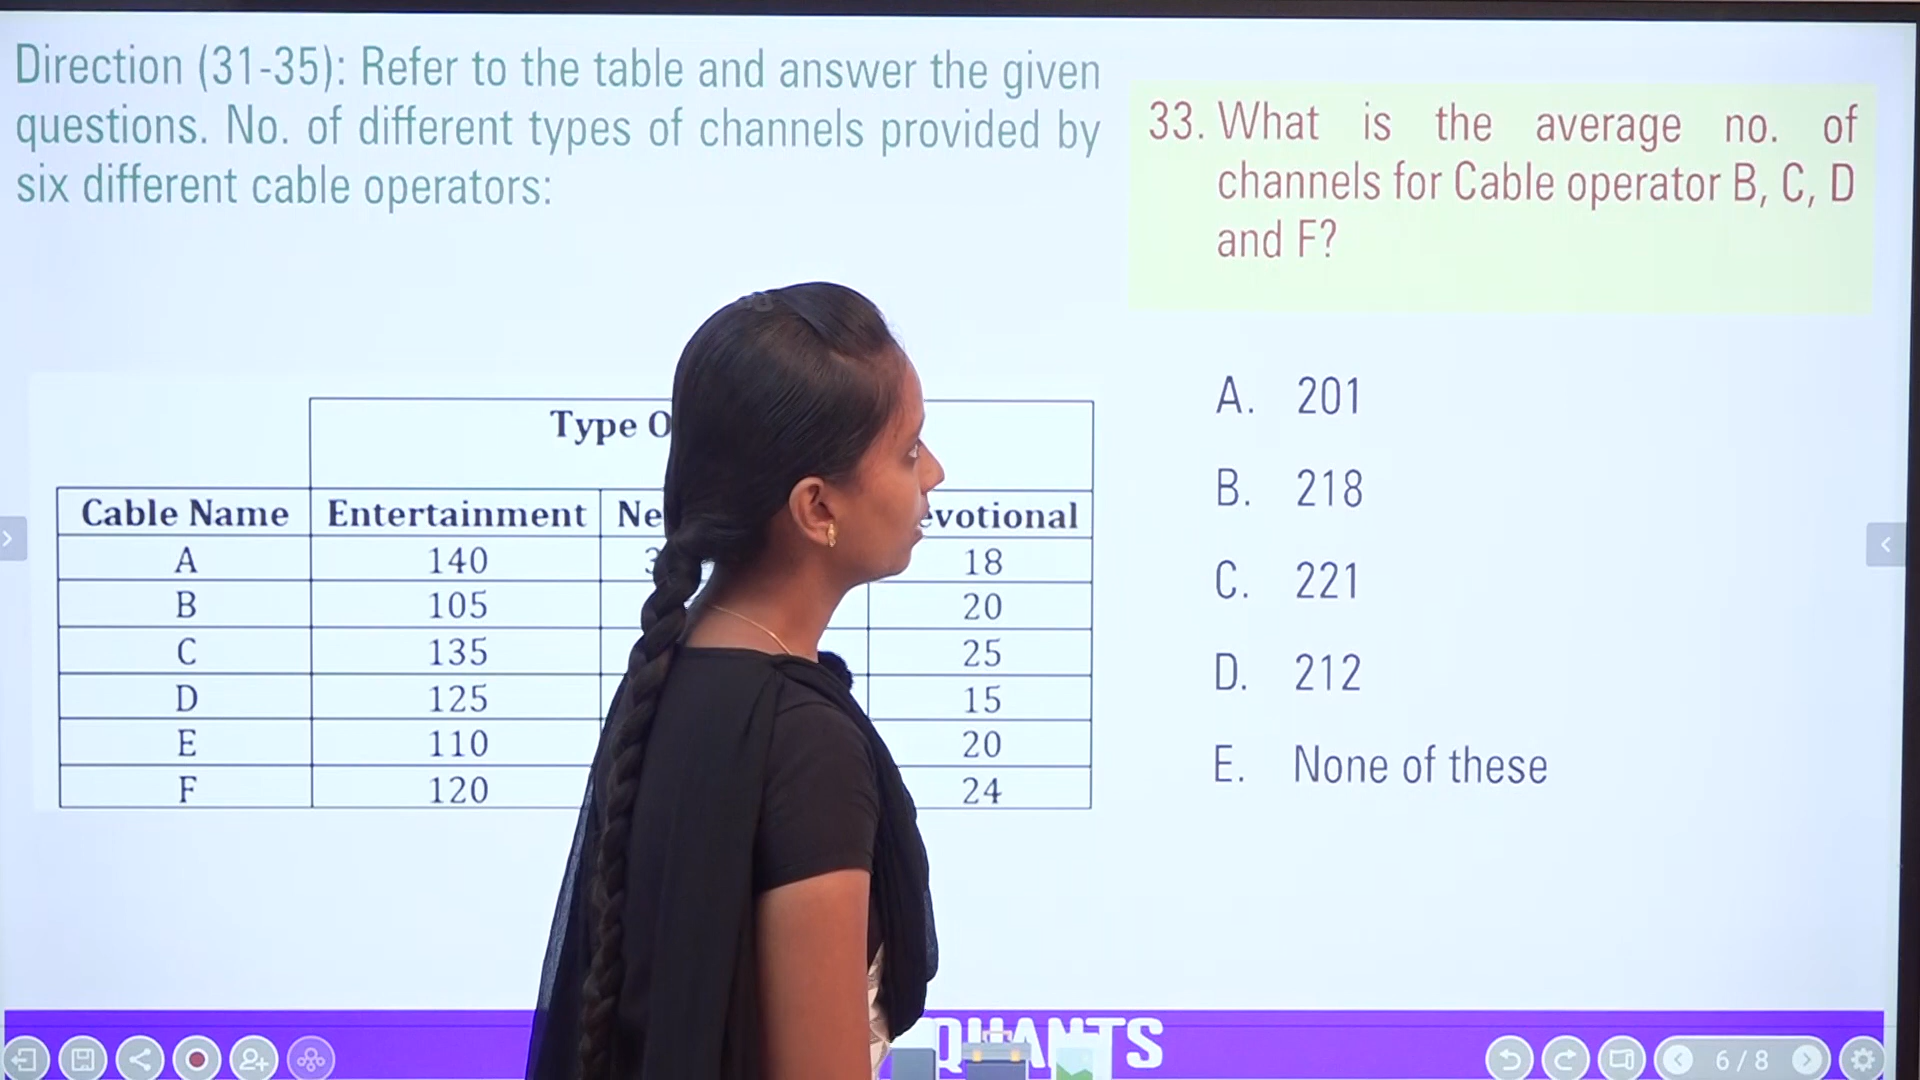 Direction (31-35): Refer to the table and answer the given
questions. No. of different types of channels provided by
six different cable operators:
33. What is the average no. of
channels for Cable operator B, C, D
and F?
A. 201
B. 218
C. 221
D. 212
E. None of these
Type O
Cable Name Entertainment Ne evotional
A 140 3 18
B 105 20
C 135 25
D 125 15
E 110 20
F 120 24
QUANTS
6 / 8